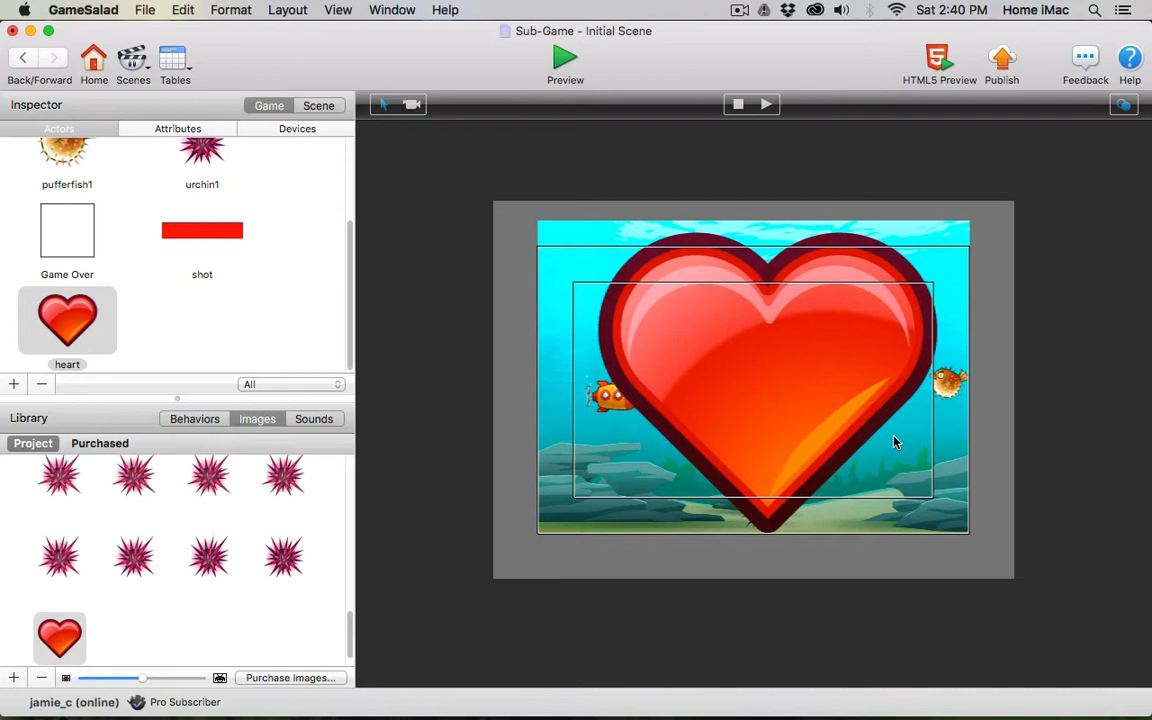 GameSalad File Edit Format Layout View Window Help Sat 2:40 PM Home iMac
Sub-Game - Initial Scene
Back/Forward Home Scenes Tables Preview HTML5 Preview Publish Feedback Help
Inspector Game Scene
Actors Attributes Devices
pufferfish1 urchin1
Game Over shot
heart
All
Library Behaviors Images Sounds
Project Purchased
Purchase Images...
jamie_c (online) Pro Subscriber